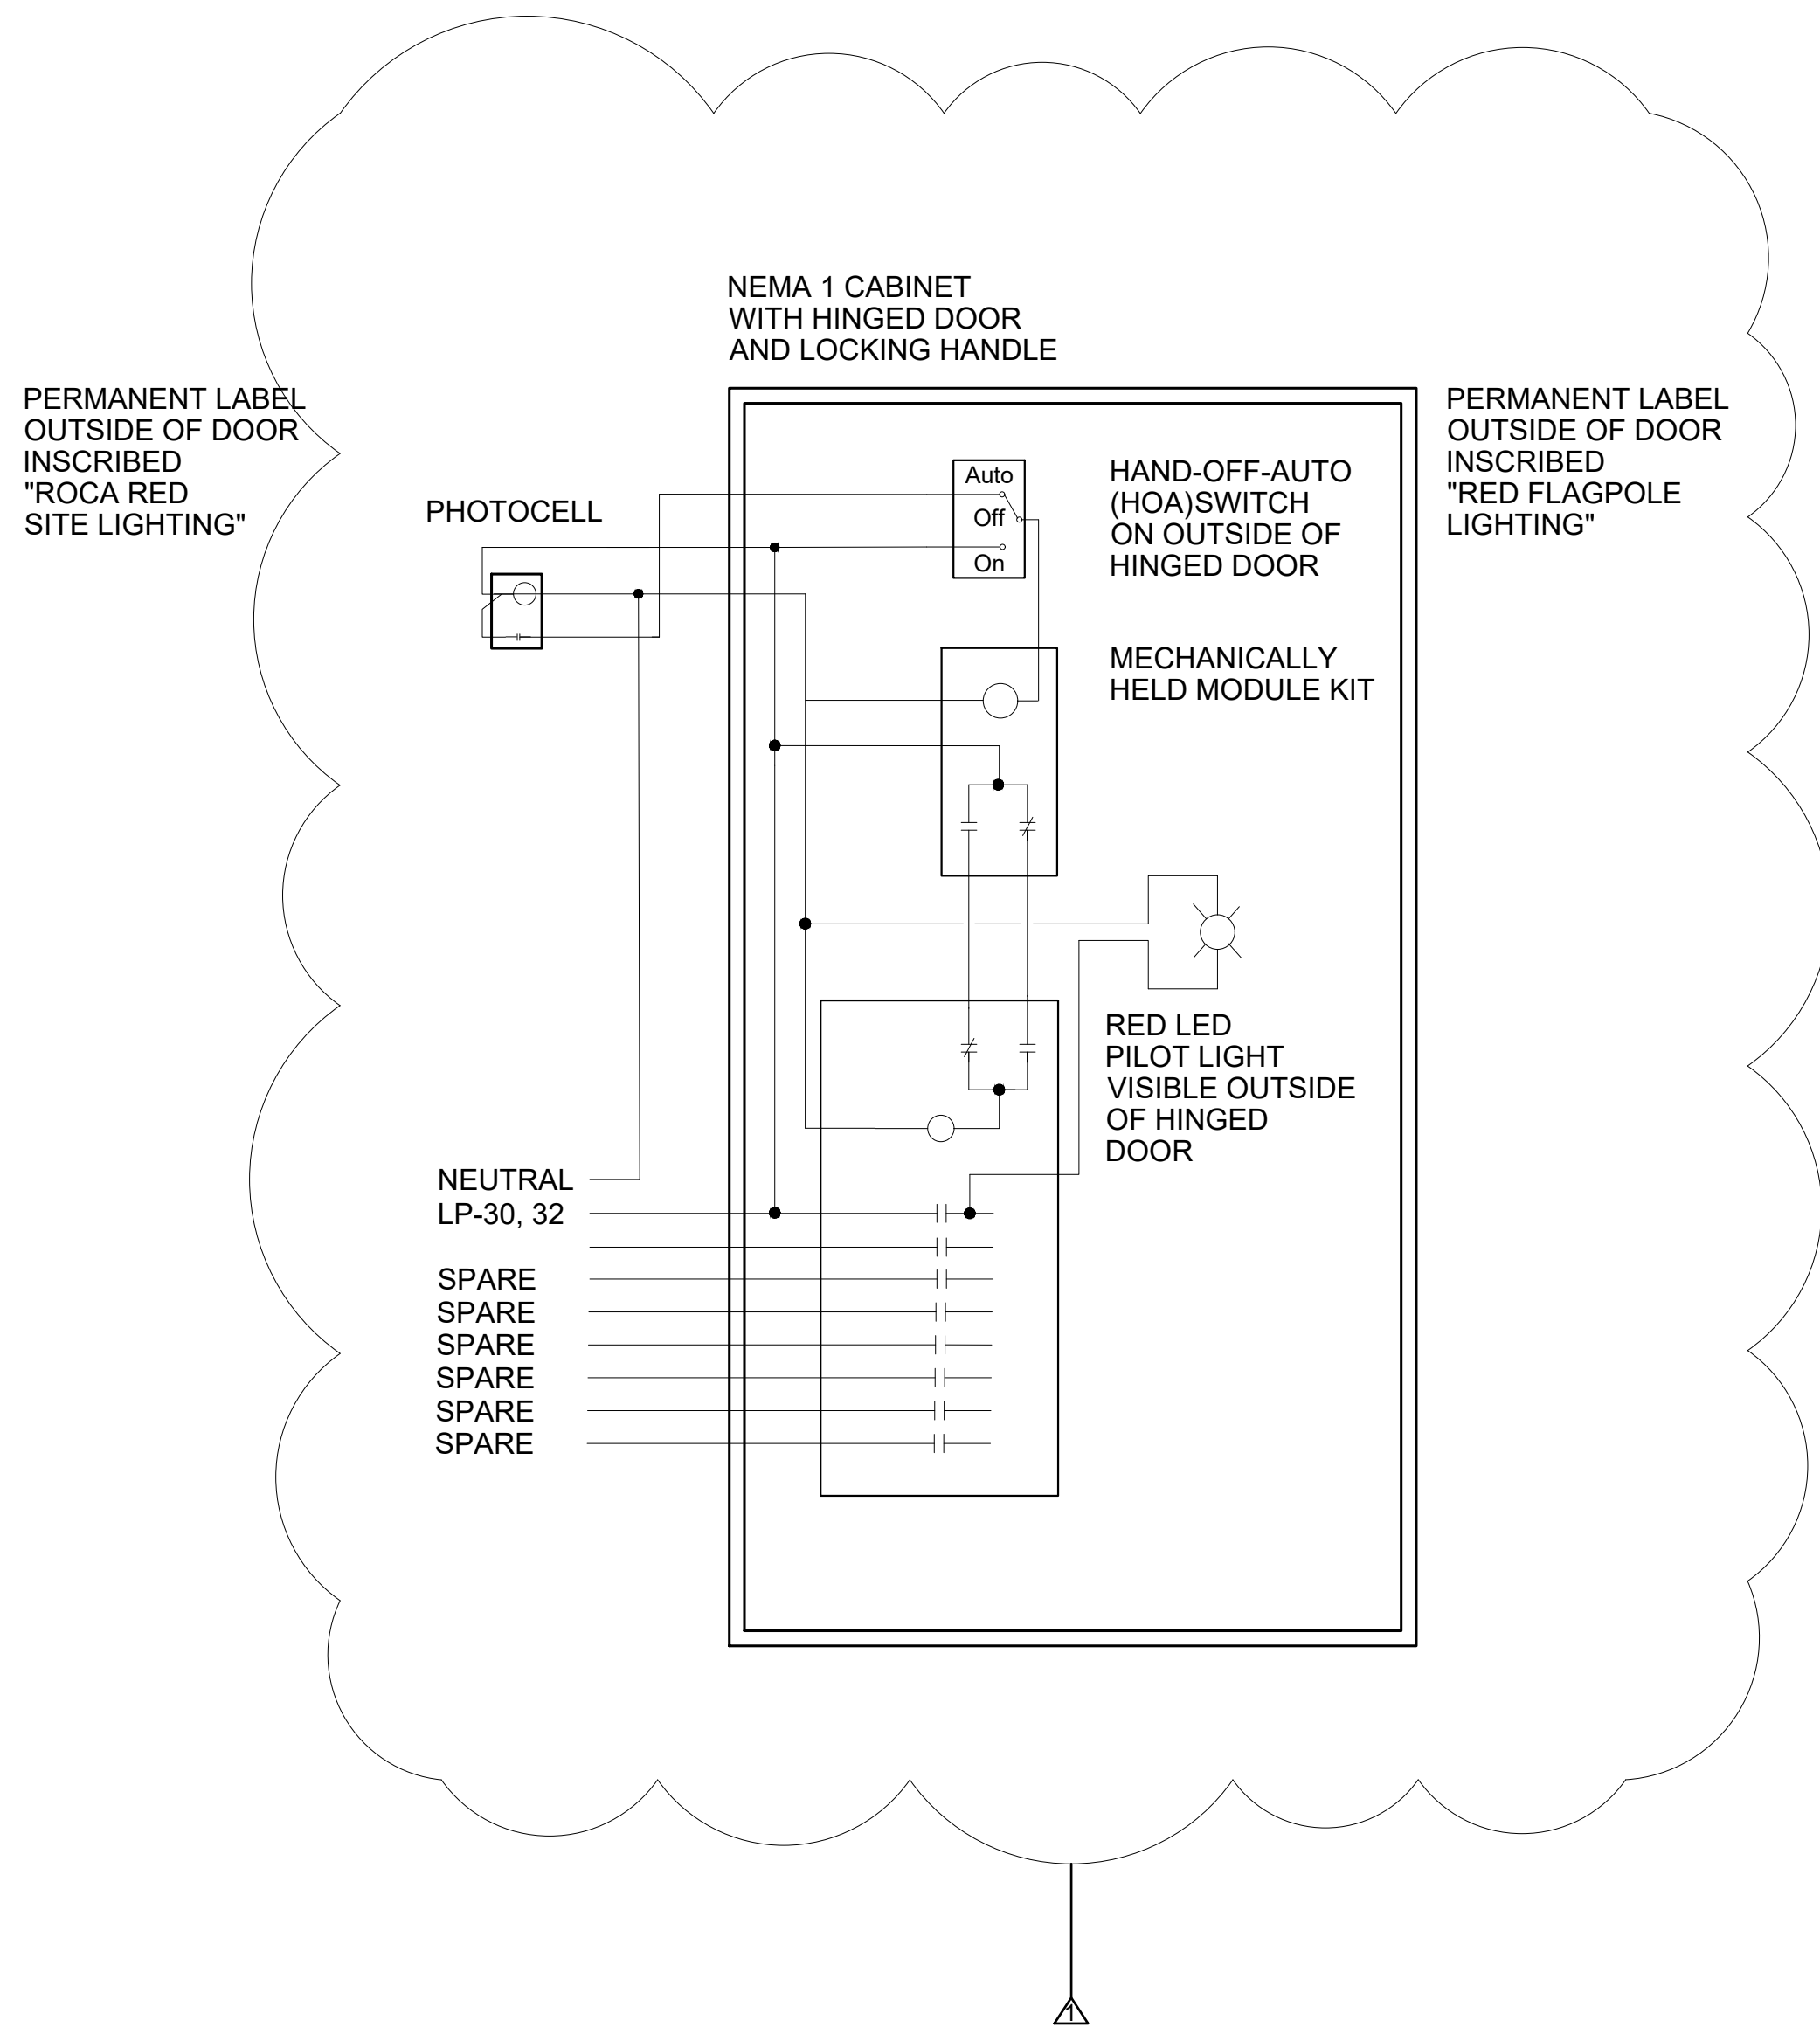 NEMA 1 CABINET
WITH HINGED DOOR
AND LOCKING HANDLE
PERMANENT LABEL
OUTSIDE OF DOOR
INSCRIBED
"ROCA RED
SITE LIGHTING"
PHOTOCELL
Auto
Off
On
HAND-OFF-AUTO
(HOA)SWITCH
ON OUTSIDE OF
HINGED DOOR
PERMANENT LABEL
OUTSIDE OF DOOR
INSCRIBED
"RED FLAGPOLE
LIGHTING"
MECHANICALLY
HELD MODULE KIT
RED LED
PILOT LIGHT
VISIBLE OUTSIDE
OF HINGED
DOOR
NEUTRAL
LP-30, 32
SPARE
SPARE
SPARE
SPARE
SPARE
SPARE
1